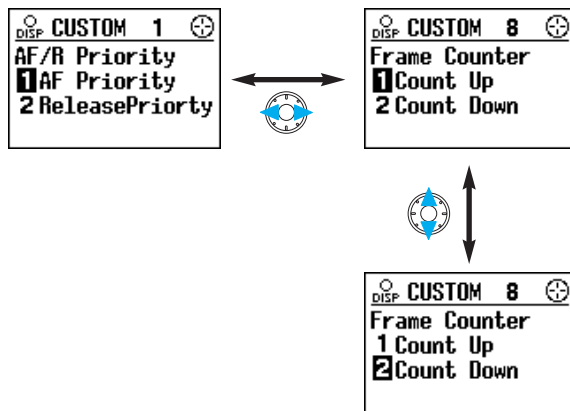 DISP CUSTOM 1
AF/R Priority
1 AF Priority
2 ReleasePriorty
DISP CUSTOM 8
Frame Counter
1 Count Up
2 Count Down
DISP CUSTOM 8
Frame Counter
1 Count Up
2 Count Down